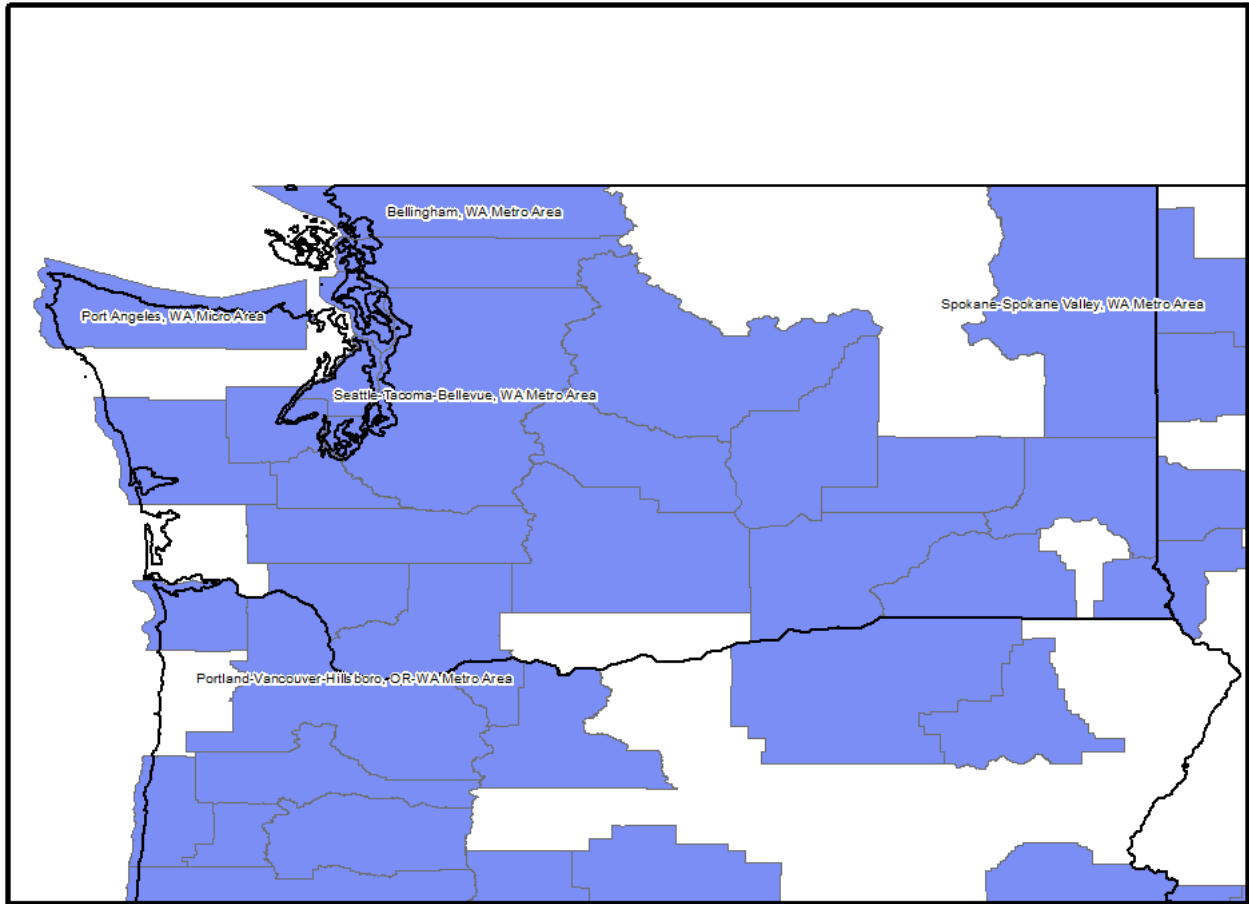 Bellingham, WA Metro Area
Spokane-Spokane Valley, WA Metro Area
Port Angeles, WA Micro Area
Seattle-Tacoma-Bellevue, WA Metro Area
Portland-Vancouver-Hillsboro, OR-WA Metro Area